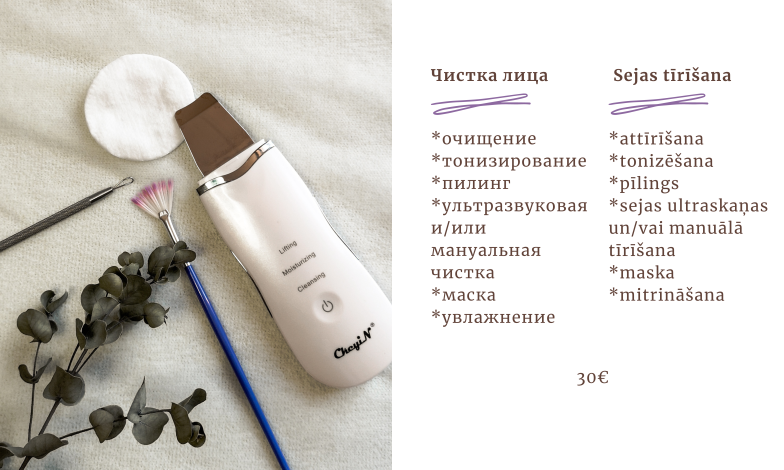 Lifting
Moisturizing
Cleansing
CkeyiN®
Чистка лица
*очищение
*тонизирование
*пилинг
*ультразвуковая
и/или
мануальная
чистка
*маска
*увлажнение
Sejas tīrīšana
*attīrīšana
*tonizēšana
*pīlings
*sejas ultraskaņas
un/vai manuālā
tīrīšana
*maska
*mitrināšana
30€